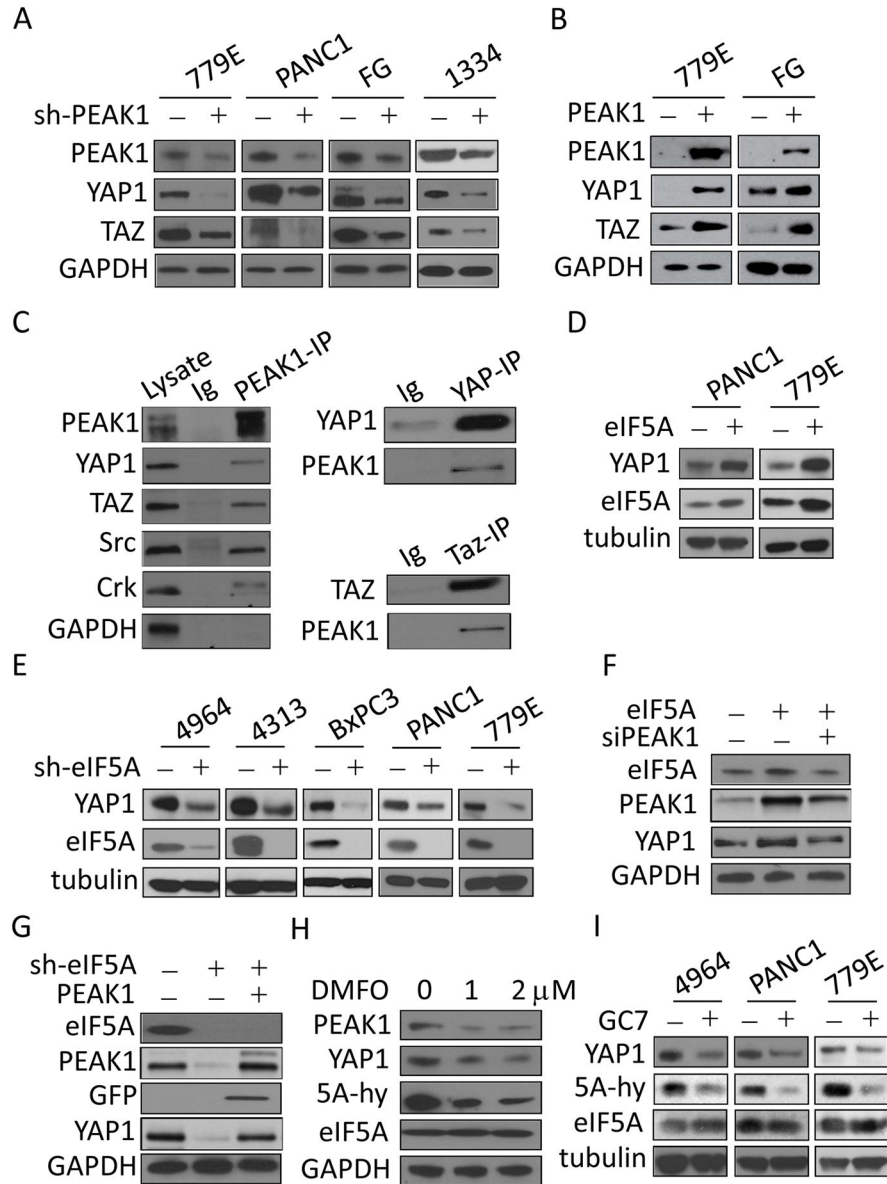 A
779E PANC1 FG 1334
sh-PEAK1 – + – + – + – +
PEAK1
YAP1
TAZ
GAPDH
B
779E FG
PEAK1 – + – +
PEAK1
YAP1
TAZ
GAPDH
C
Lysate Ig PEAK1-IP
PEAK1
YAP1
TAZ
Src
Crk
GAPDH
Ig YAP-IP
YAP1
PEAK1
Ig Taz-IP
TAZ
PEAK1
D
PANC1 779E
eIF5A – + – +
YAP1
eIF5A
tubulin
E
4964 4313 BxPC3 PANC1 779E
sh-eIF5A – + – + – + – + – +
YAP1
eIF5A
tubulin
F
eIF5A – + +
siPEAK1 – – +
eIF5A
PEAK1
YAP1
GAPDH
G
sh-eIF5A – + +
PEAK1 – – +
eIF5A
PEAK1
GFP
YAP1
GAPDH
H
DMFO 0 1 2 μM
PEAK1
YAP1
5A-hy
eIF5A
GAPDH
I
4964 PANC1 779E
GC7 – + – + – +
YAP1
5A-hy
eIF5A
tubulin